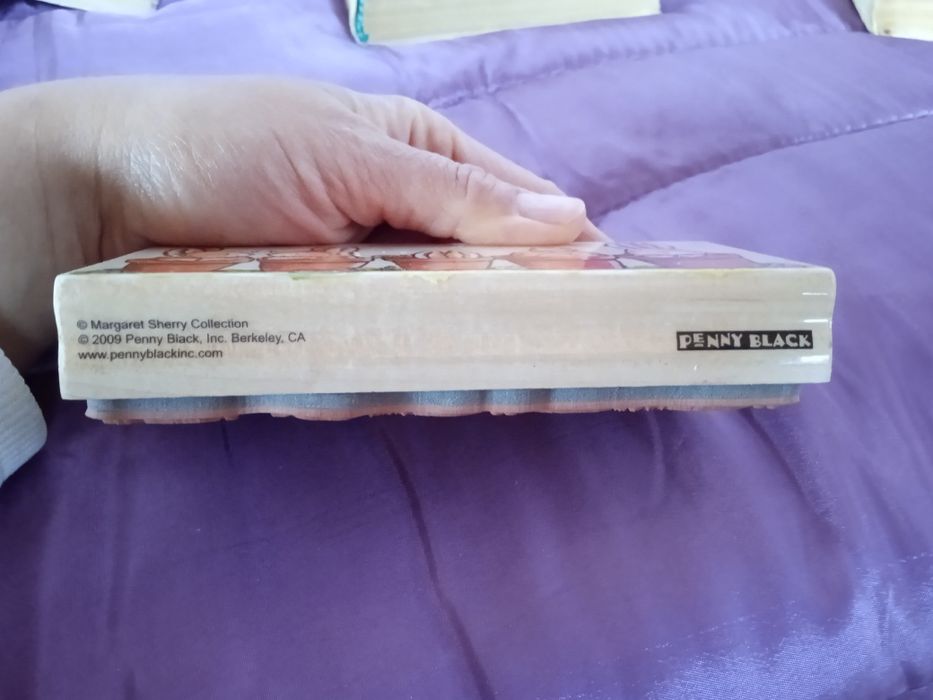 © Margaret Sherry Collection
© 2009 Penny Black, Inc. Berkeley, CA
www.pennyblackinc.com
PENNY BLACK